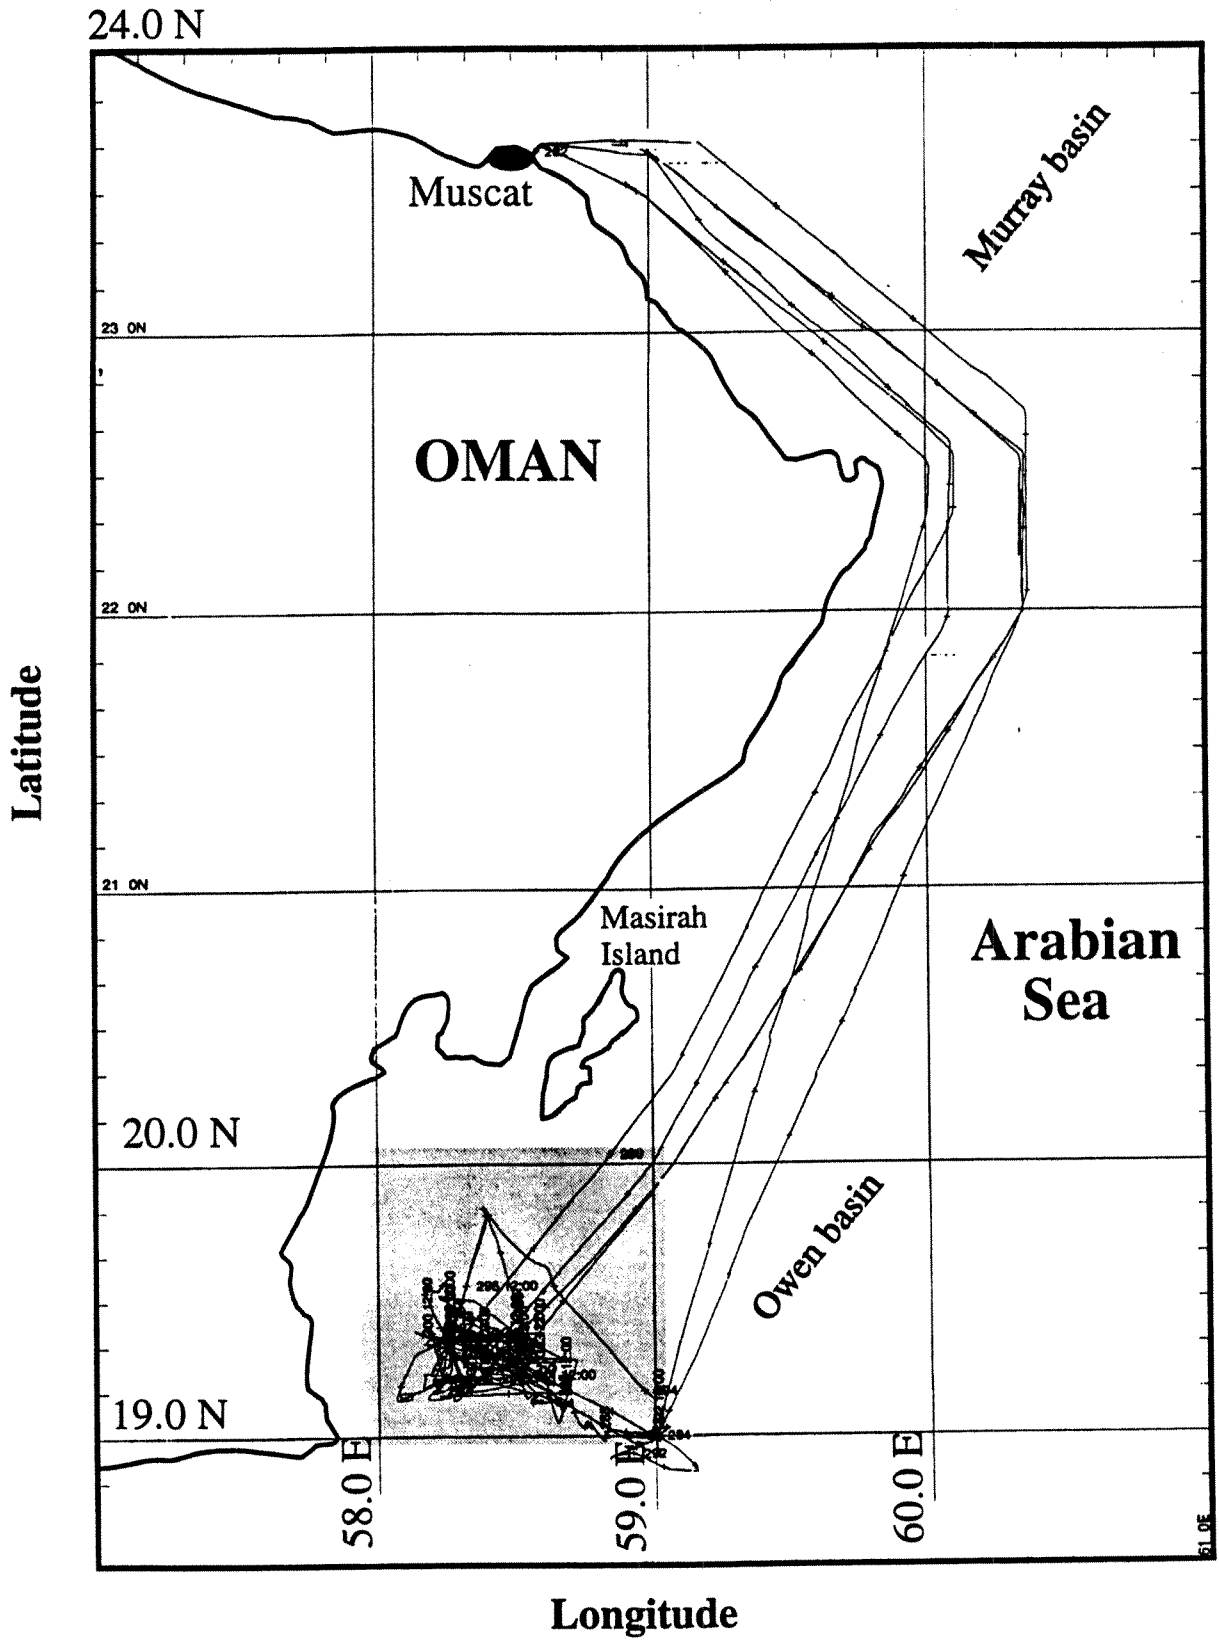 24.0 N
Muscat
Murray basin
23 0N
OMAN
22 0N
Latitude
21 0N
Masirah
Island
Arabian
Sea
20.0 N
Owen basin
19.0 N
58.0 E
59.0 E
60.0 E
61.0E
Longitude